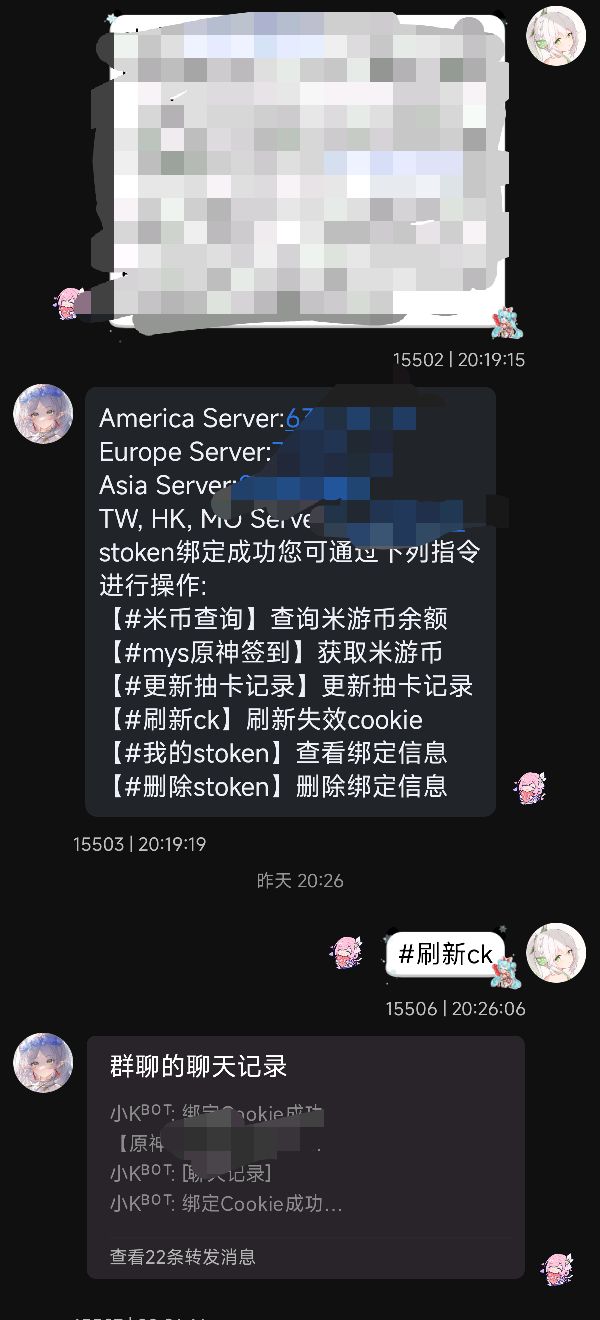 15502 | 20:19:15
America Server:
Europe Server:
Asia Server:
TW, HK, MO Serve
stoken绑定成功您可通过下列指令
进行操作:
【#米币查询】查询米游币余额
【#mys原神签到】获取米游币
【#更新抽卡记录】更新抽卡记录
【#刷新ck】刷新失效cookie
【#我的stoken】查看绑定信息
【#删除stoken】删除绑定信息
15503 | 20:19:19
昨天 20:26
#刷新ck
15506 | 20:26:06
群聊的聊天记录
小Kᴮᴼᵀ: 绑定Cookie成功
【原神
小Kᴮᴼᵀ: [聊天记录]
小Kᴮᴼᵀ: 绑定Cookie成功...
查看22条转发消息